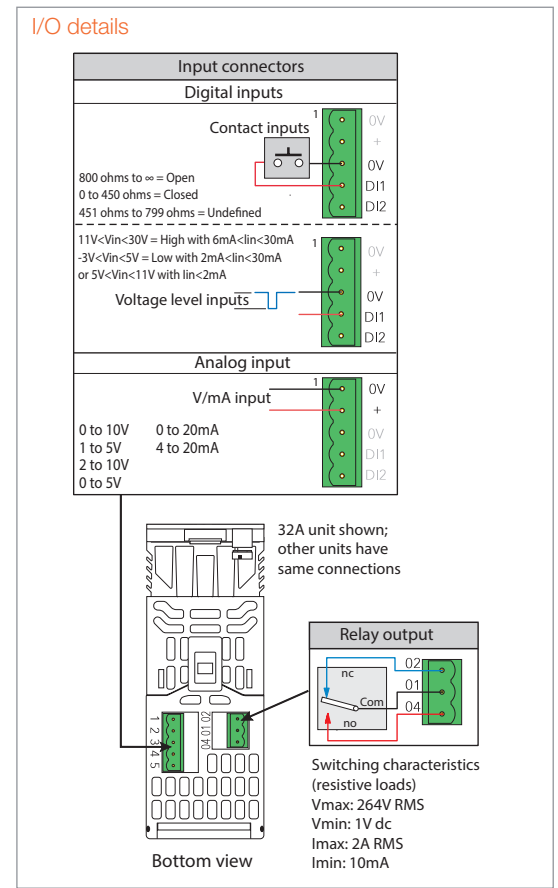 I/O details
Input connectors
Digital inputs
Contact inputs
1
0V
+
0V
DI1
DI2
800 ohms to ∞ = Open
0 to 450 ohms = Closed
451 ohms to 799 ohms = Undefined
11V<Vin<30V = High with 6mA<Iin<30mA
-3V<Vin<5V = Low with 2mA<Iin<30mA
or 5V<Vin<11V with Iin<2mA
Voltage level inputs
1
0V
+
0V
DI1
DI2
Analog input
V/mA input
1
0V
+
0V
DI1
DI2
0 to 10V 0 to 20mA
1 to 5V 4 to 20mA
2 to 10V
0 to 5V
32A unit shown;
other units have
same connections
1 2 3 4 5
04 01 02
Bottom view
Relay output
nc
Com
no
02
01
04
Switching characteristics
(resistive loads)
Vmax: 264V RMS
Vmin: 1V dc
Imax: 2A RMS
Imin: 10mA